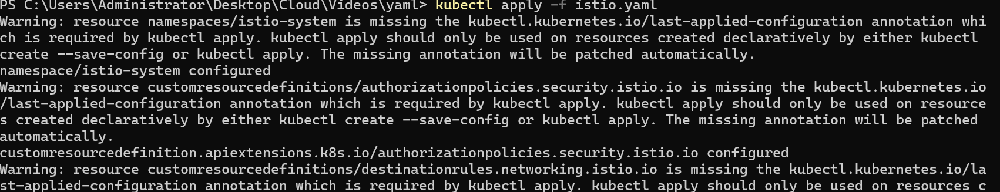 PS C:\Users\Administrator\Desktop\Cloud\Videos\yaml> kubectl apply -f istio.yaml
Warning: resource namespaces/istio-system is missing the kubectl.kubernetes.io/last-applied-configuration annotation whi
ch is required by kubectl apply. kubectl apply should only be used on resources created declaratively by either kubectl
create --save-config or kubectl apply. The missing annotation will be patched automatically.
namespace/istio-system configured
Warning: resource customresourcedefinitions/authorizationpolicies.security.istio.io is missing the kubectl.kubernetes.io
/last-applied-configuration annotation which is required by kubectl apply. kubectl apply should only be used on resource
s created declaratively by either kubectl create --save-config or kubectl apply. The missing annotation will be patched
automatically.
customresourcedefinition.apiextensions.k8s.io/authorizationpolicies.security.istio.io configured
Warning: resource customresourcedefinitions/destinationrules.networking.istio.io is missing the kubectl.kubernetes.io/la
st-applied-configuration annotation which is required by kubectl apply. kubectl apply should only be used on resources c